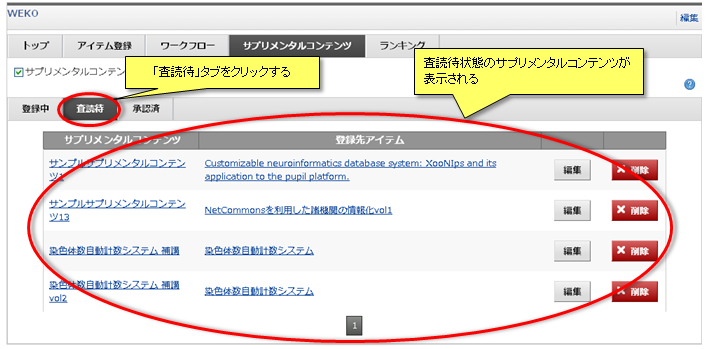 WEKO
編集
トップ アイテム登録 ワークフロー サプリメンタルコンテンツ ランキング
サプリメンタルコンテン
「査読待」タブをクリックする
査読待状態のサプリメンタルコンテンツが
表示される
?
登録中 査読待 承認済
サプリメンタルコンテンツ 登録先アイテム
サンプルサプリメンタルコンテン
ツ1
Customizable neuroinformatics database system: XooNIps and its
application to the pupil platform.
編集 削除
サンプルサプリメンタルコンテン
ツ13
NetCommonsを利用した諸機関の情報化vol1
編集 削除
染色体数自動計数システム 補講 染色体数自動計数システム 編集 削除
染色体数自動計数システム 補講
vol2
染色体数自動計数システム
編集 削除
1